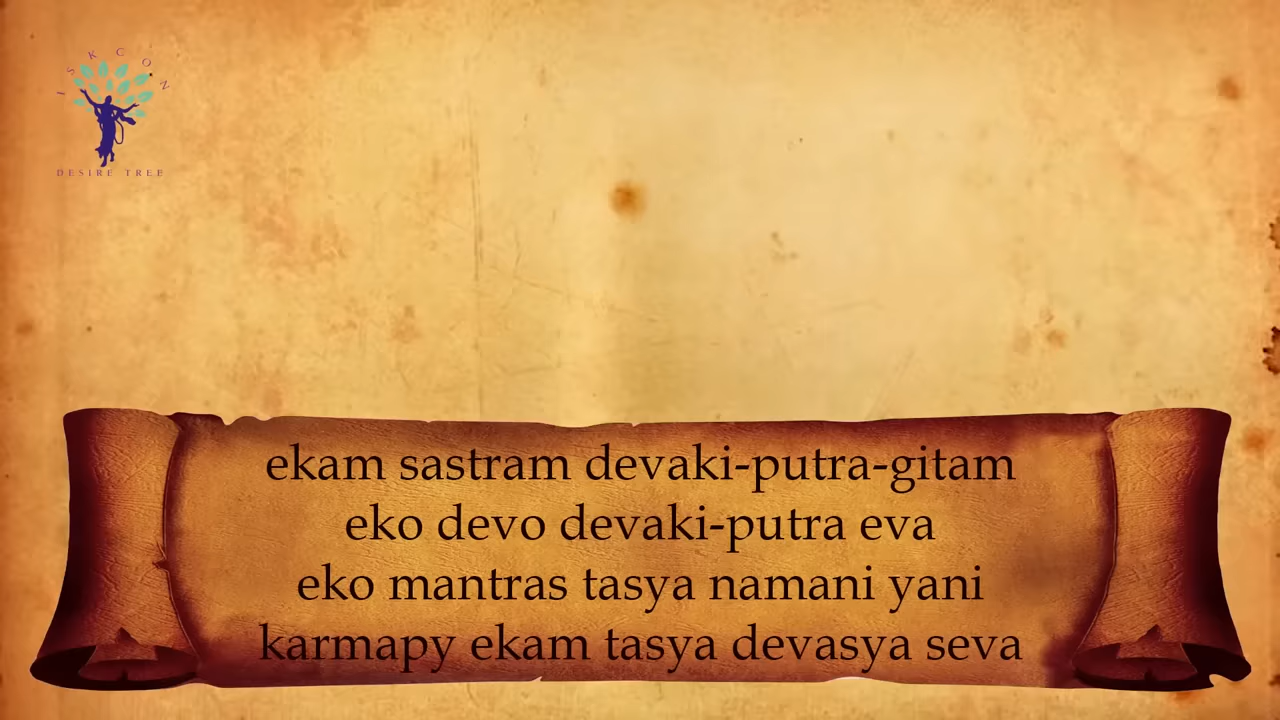 ISKCON
DESIRE TREE
ekam sastram devaki-putra-gitam
eko devo devaki-putra eva
eko mantras tasya namani yani
karmapy ekam tasya devasya seva